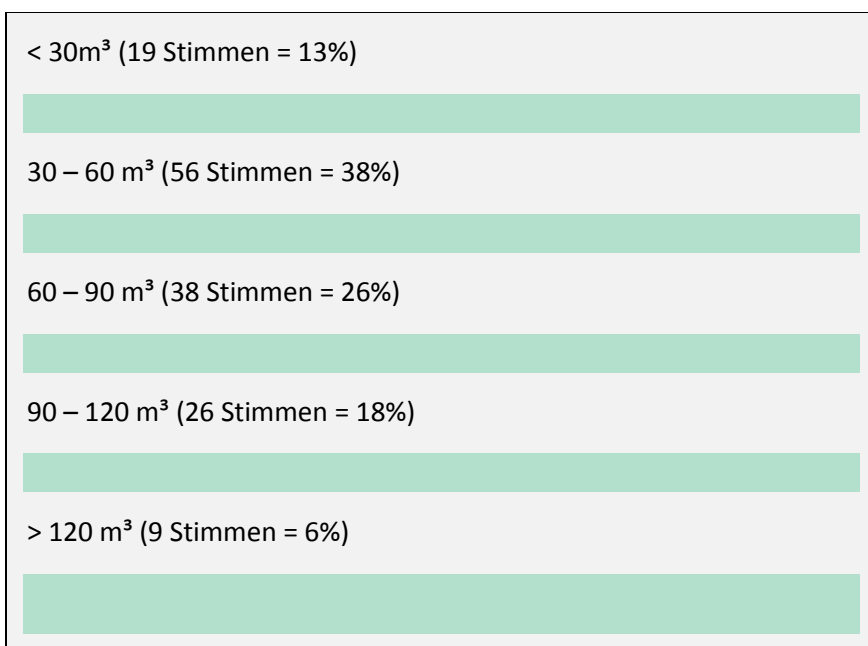 < 30m³ (19 Stimmen = 13%)
30 – 60 m³ (56 Stimmen = 38%)
60 – 90 m³ (38 Stimmen = 26%)
90 – 120 m³ (26 Stimmen = 18%)
> 120 m³ (9 Stimmen = 6%)